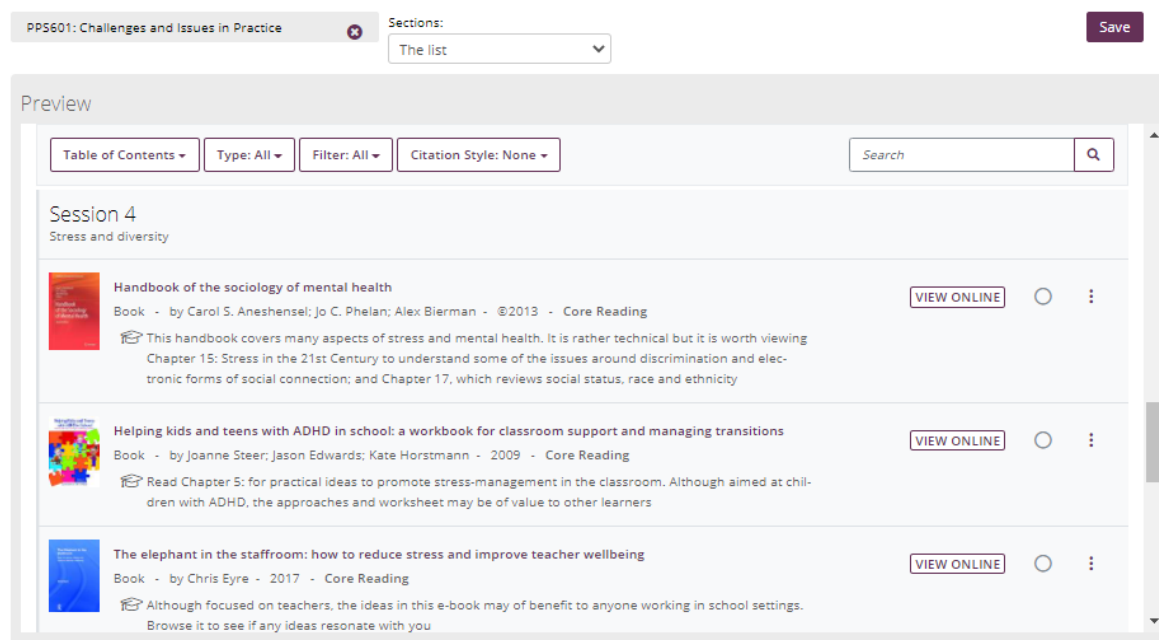 PPS601: Challenges and Issues in Practice
Sections:
The list
Save
Preview
Table of Contents
Type: All
Filter: All
Citation Style: None
Search
Session 4
Stress and diversity
Handbook of the sociology of mental health
Book - by Carol S. Aneshensel; Jo C. Phelan; Alex Bierman - ©2013 - Core Reading
VIEW ONLINE
This handbook covers many aspects of stress and mental health. It is rather technical but it is worth viewing
Chapter 15: Stress in the 21st Century to understand some of the issues around discrimination and elec-
tronic forms of social connection; and Chapter 17, which reviews social status, race and ethnicity
Helping kids and teens with ADHD in school: a workbook for classroom support and managing transitions
Book - by Joanne Steer; Jason Edwards; Kate Horstmann - 2009 - Core Reading
VIEW ONLINE
Read Chapter 5: for practical ideas to promote stress-management in the classroom. Although aimed at chil-
dren with ADHD, the approaches and worksheet may be of value to other learners
The elephant in the staffroom: how to reduce stress and improve teacher wellbeing
Book - by Chris Eyre - 2017 - Core Reading
VIEW ONLINE
Although focused on teachers, the ideas in this e-book may of benefit to anyone working in school settings.
Browse it to see if any ideas resonate with you